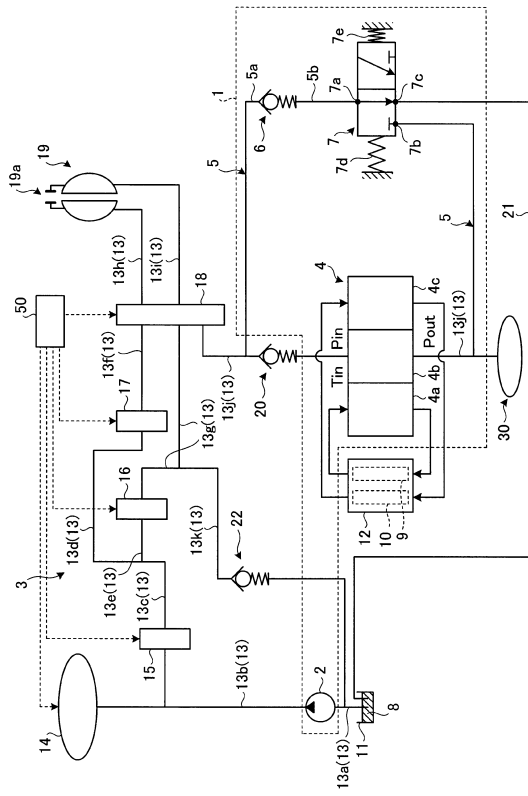 19a
3
50
19
14
13d(13)
13f(13)
13h(13)
13e(13)
16
17
13c(13)
15
13i(13)
18
13k(13)
13g(13)
1
13j(13)
22
5
13b(13)
20
6
5a
2
4
5b
Tin
Pin
7a
7
7d
7e
13a(13)
11
8
12
10
9
4a
4b
4c
7b
7c
Pout
13j(13)
5
30
21